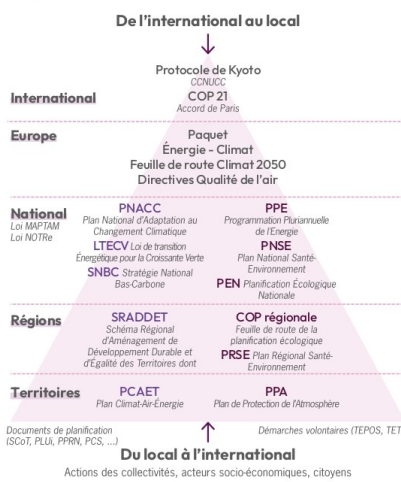 De l'international au local
Protocole de Kyoto
CCNUCC
International
COP 21
Accord de Paris
Europe
Paquet
Énergie - Climat
Feuille de route Climat 2050
Directives Qualité de l'air
National
Loi MAPTAM
Loi NOTRe
PNACC
Plan National d'Adaptation au
Changement Climatique
LTECV Loi de transition
Énergétique pour la Croissante Verte
SNBC Stratégie National
Bas-Carbone
PPE
Programmation Pluriannuelle
de l'Energie
PNSE
Plan National Santé-
Environnement
PEN Planification Écologique
Nationale
Régions
SRADDET
Schéma Régional
d'Aménagement de
Développement Durable et
d'Égalité des Territoires dont
COP régionale
Feuille de route de la
planification écologique
PRSE Plan Régional Santé-
Environnement
Territoires
PCAET
Plan Climat-Air-Énergie
PPA
Plan de Protection de l'Atmosphère
Documents de planification
(SCoT, PLUi, PPRN, PCS, ...)
Démarches volontaires (TEPOS, TET
Du local à l'international
Actions des collectivités, acteurs socio-économiques, citoyens